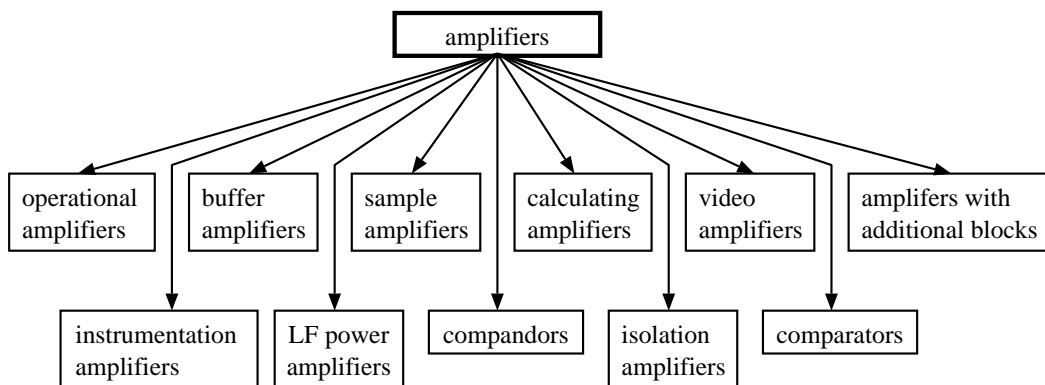 amplifiers
operational
amplifiers
buffer
amplifiers
sample
amplifiers
calculating
amplifiers
video
amplifiers
amplifers with
additional blocks
instrumentation
amplifiers
LF power
amplifiers
compandors
isolation
amplifiers
comparators